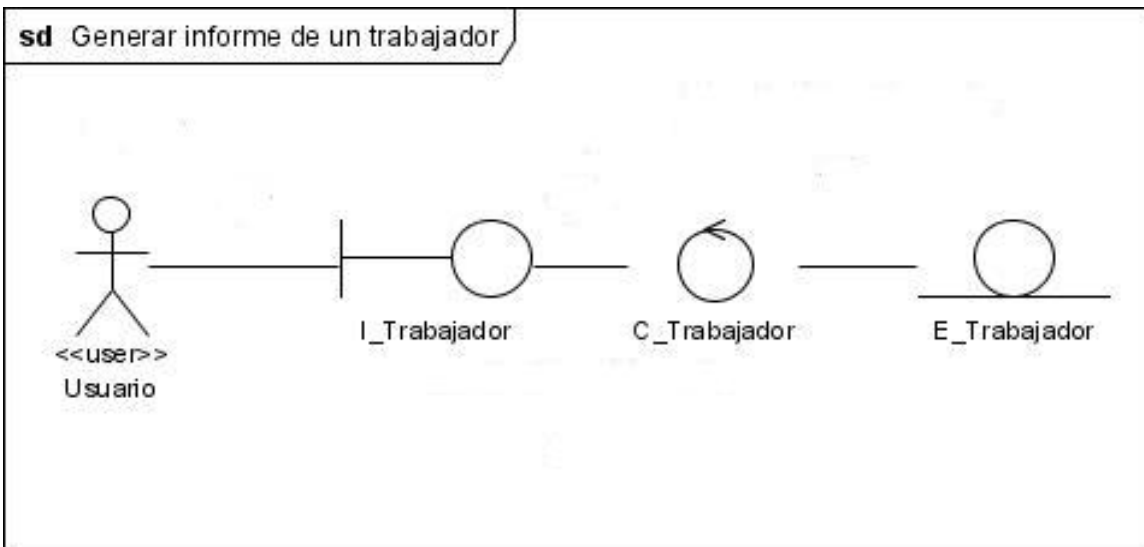 sd Generar informe de un trabajador
I_Trabajador
C_Trabajador
E_Trabajador
<<user>>
Usuario